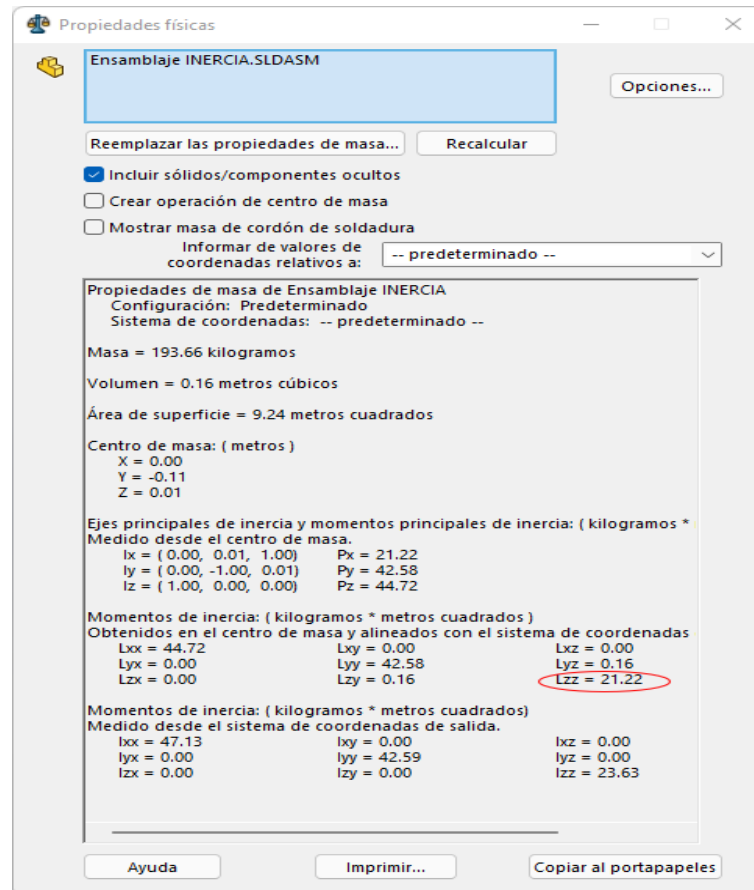 Propiedades físicas
Ensamblaje INERCIA.SLDASM
Opciones...
Reemplazar las propiedades de masa...
Recalcular
Incluir sólidos/componentes ocultos
Crear operación de centro de masa
Mostrar masa de cordón de soldadura
Informar de valores de
coordenadas relativos a:
-- predeterminado --
Propiedades de masa de Ensamblaje INERCIA
Configuración: Predeterminado
Sistema de coordenadas: -- predeterminado --
Masa = 193.66 kilogramos
Volumen = 0.16 metros cúbicos
Área de superficie = 9.24 metros cuadrados
Centro de masa: ( metros )
X = 0.00
Y = -0.11
Z = 0.01
Ejes principales de inercia y momentos principales de inercia: ( kilogramos *
Medido desde el centro de masa.
Ix = ( 0.00, 0.01, 1.00) Px = 21.22
Iy = ( 0.00, -1.00, 0.01) Py = 42.58
Iz = ( 1.00, 0.00, 0.00) Pz = 44.72
Momentos de inercia: ( kilogramos * metros cuadrados )
Obtenidos en el centro de masa y alineados con el sistema de coordenadas
Lxx = 44.72 Lxy = 0.00 Lxz = 0.00
Lyx = 0.00 Lyy = 42.58 Lyz = 0.16
Lzx = 0.00 Lzy = 0.16 Lzz = 21.22
Momentos de inercia: ( kilogramos * metros cuadrados)
Medido desde el sistema de coordenadas de salida.
Ixx = 47.13 Ixy = 0.00 Ixz = 0.00
Iyx = 0.00 Iyy = 42.59 Iyz = 0.00
Izx = 0.00 Izy = 0.00 Izz = 23.63
Ayuda
Imprimir...
Copiar al portapapeles